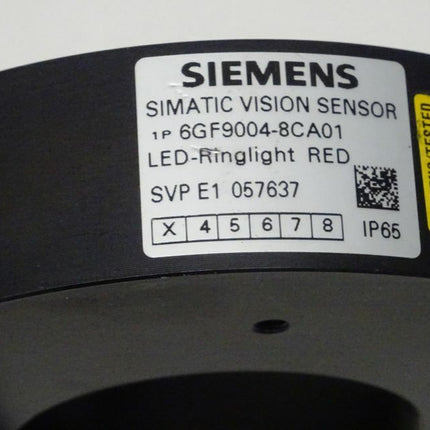 SIEMENS
SIMATIC VISION SENSOR
1P 6GF9004-8CA01
LED-Ringlight RED
SVP E1 057637
X 4 5 6 7 8 IP65